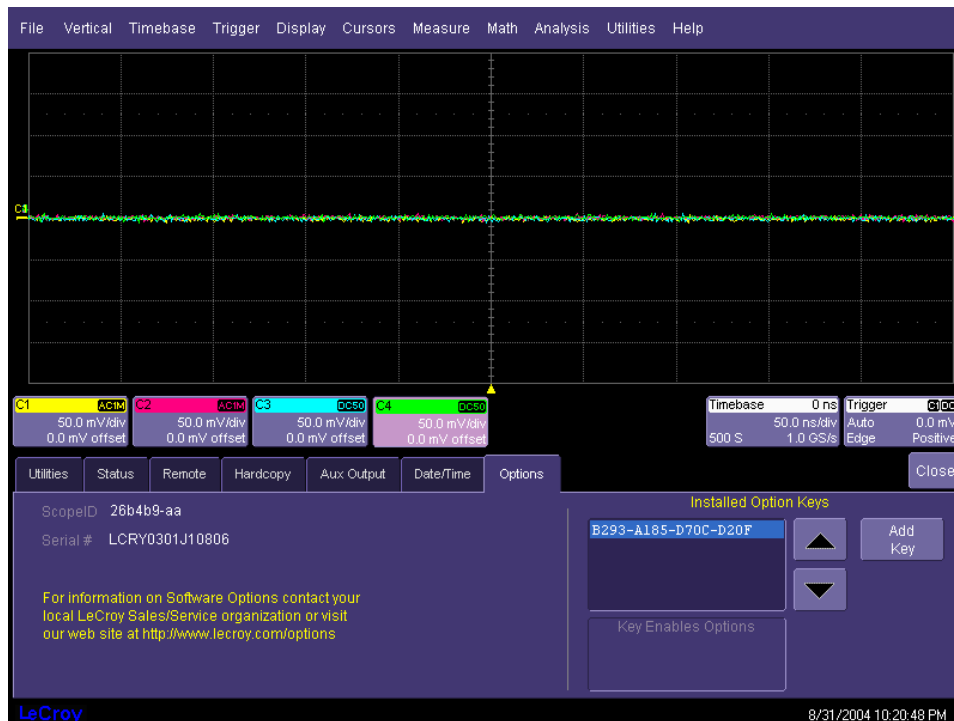 File Vertical Timebase Trigger Display Cursors Measure Math Analysis Utilities Help
C1 AC1M
50.0 mV/div
0.0 mV offset
C2 AC1M
50.0 mV/div
0.0 mV offset
C3 DC50
50.0 mV/div
0.0 mV offset
C4 DC50
50.0 mV/div
0.0 mV offset
Timebase 0 ns
50.0 ns/div
500 S 1.0 GS/s
Trigger C1 DC
Auto 0.0 mV
Edge Positive
Utilities Status Remote Hardcopy Aux Output Date/Time Options
Close
ScopeID 26b4b9-aa
Serial # LCRY0301J10806
For information on Software Options contact your
local LeCroy Sales/Service organization or visit
our web site at http://www.lecroy.com/options
Installed Option Keys
B293-A185-D70C-D20F
Add
Key
Key Enables Options
LeCroy
8/31/2004 10:20:48 PM